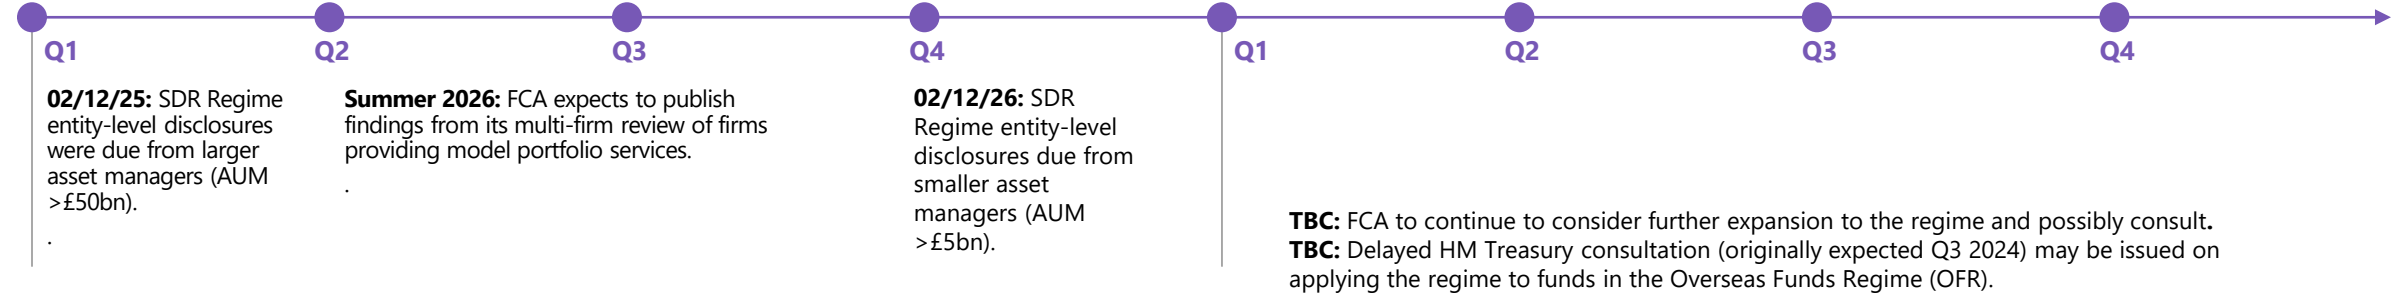 Q1
Q2
Q3
Q4
Q1
Q2
Q3
Q4
02/12/25: SDR Regime
entity-level disclosures
were due from larger
asset managers (AUM
>£50bn).
.
Summer 2026: FCA expects to publish
findings from its multi-firm review of firms
providing model portfolio services.
.
02/12/26: SDR
Regime entity-level
disclosures due from
smaller asset
managers (AUM
>£5bn).
TBC: FCA to continue to consider further expansion to the regime and possibly consult.
TBC: Delayed HM Treasury consultation (originally expected Q3 2024) may be issued on
applying the regime to funds in the Overseas Funds Regime (OFR).